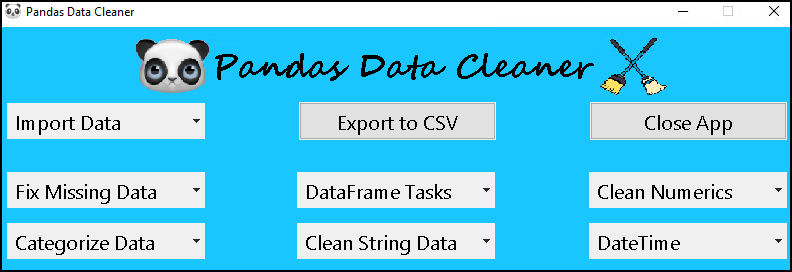 Pandas Data Cleaner
Pandas Data Cleaner
Import Data Export to CSV Close App
Fix Missing Data DataFrame Tasks Clean Numerics
Categorize Data Clean String Data DateTime